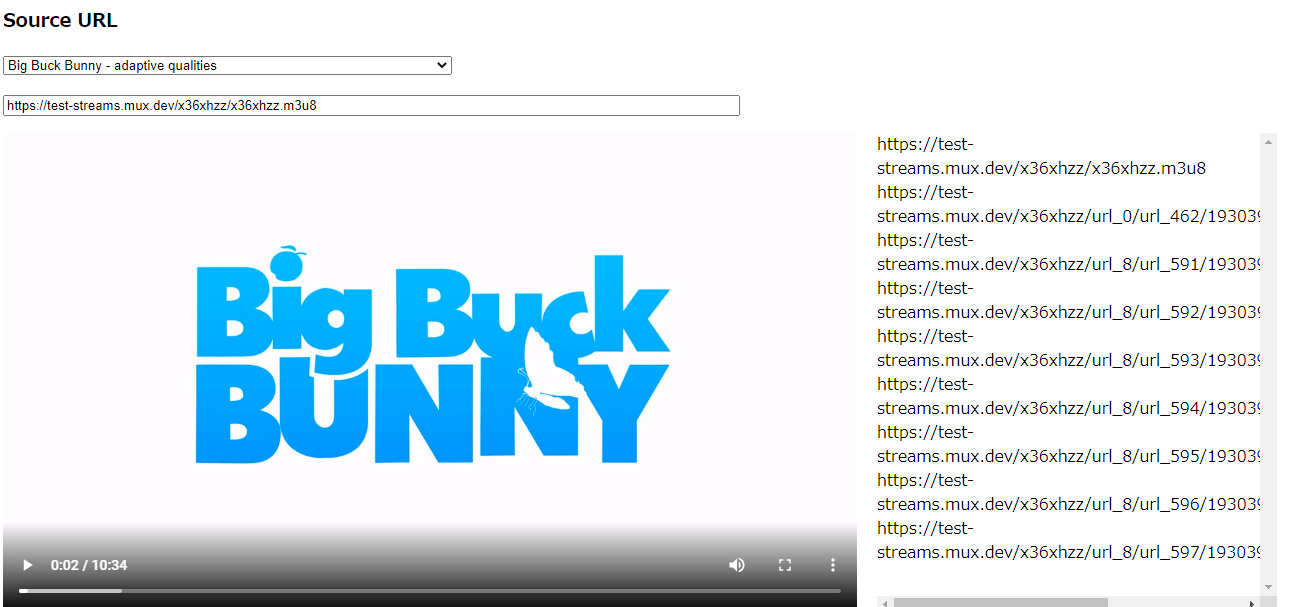 Source URL
Big Buck Bunny - adaptive qualities
https://test-streams.mux.dev/x36xhzz/x36xhzz.m3u8
Big Buck
BUNNY
0:02 / 10:34
https://test-
streams.mux.dev/x36xhzz/x36xhzz.m3u8
https://test-
streams.mux.dev/x36xhzz/url_0/url_462/193039
https://test-
streams.mux.dev/x36xhzz/url_8/url_591/193039
https://test-
streams.mux.dev/x36xhzz/url_8/url_592/193039
https://test-
streams.mux.dev/x36xhzz/url_8/url_593/193039
https://test-
streams.mux.dev/x36xhzz/url_8/url_594/193039
https://test-
streams.mux.dev/x36xhzz/url_8/url_595/193039
https://test-
streams.mux.dev/x36xhzz/url_8/url_596/193039
https://test-
streams.mux.dev/x36xhzz/url_8/url_597/193039